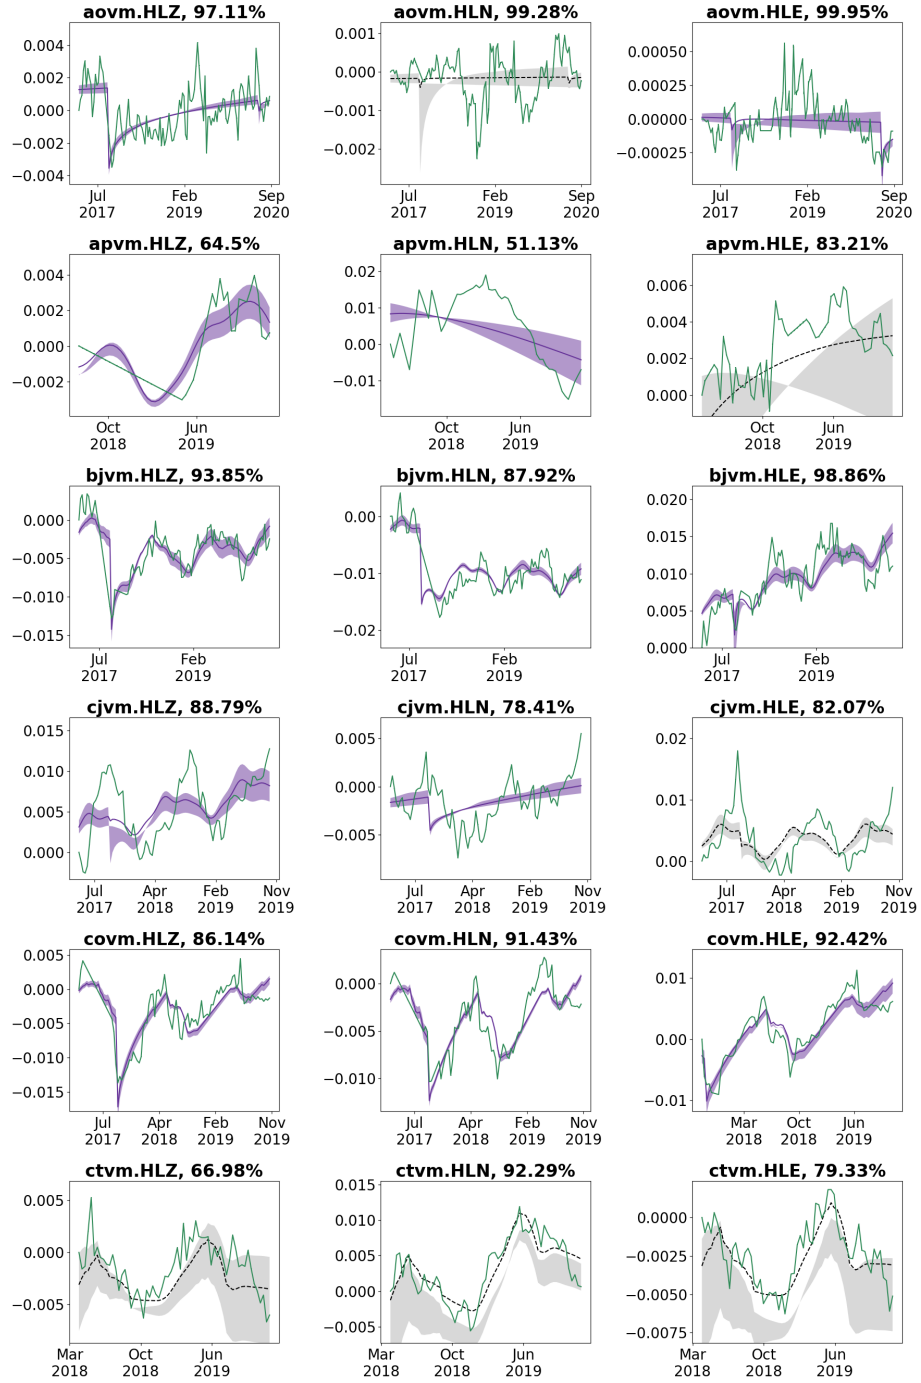 aovm.HLZ, 97.11%
0.004
0.002
0.000
−0.002
−0.004
Jul
2017
Feb
2019
Sep
2020
aovm.HLN, 99.28%
0.001
0.000
−0.001
−0.002
Jul
2017
Feb
2019
Sep
2020
aovm.HLE, 99.95%
0.00050
0.00025
0.00000
−0.00025
Jul
2017
Feb
2019
Sep
2020
apvm.HLZ, 64.5%
0.004
0.002
0.000
−0.002
Oct
2018
Jun
2019
apvm.HLN, 51.13%
0.02
0.01
0.00
−0.01
Oct
2018
Jun
2019
apvm.HLE, 83.21%
0.006
0.004
0.002
0.000
Oct
2018
Jun
2019
bjvm.HLZ, 93.85%
0.000
−0.005
−0.010
−0.015
Jul
2017
Feb
2019
bjvm.HLN, 87.92%
0.00
−0.01
−0.02
Jul
2017
Feb
2019
bjvm.HLE, 98.86%
0.020
0.015
0.010
0.005
0.000
Jul
2017
Feb
2019
cjvm.HLZ, 88.79%
0.015
0.010
0.005
0.000
Jul
2017
Apr
2018
Feb
2019
Nov
2019
cjvm.HLN, 78.41%
0.005
0.000
−0.005
Jul
2017
Apr
2018
Feb
2019
Nov
2019
cjvm.HLE, 82.07%
0.02
0.01
0.00
Jul
2017
Apr
2018
Feb
2019
Nov
2019
covm.HLZ, 86.14%
0.005
0.000
−0.005
−0.010
−0.015
Jul
2017
Apr
2018
Feb
2019
Nov
2019
covm.HLN, 91.43%
0.000
−0.005
−0.010
Jul
2017
Apr
2018
Feb
2019
Nov
2019
covm.HLE, 92.42%
0.01
0.00
−0.01
Mar
2018
Oct
2018
Jun
2019
ctvm.HLZ, 66.98%
0.005
0.000
−0.005
Mar
2018
Oct
2018
Jun
2019
ctvm.HLN, 92.29%
0.015
0.010
0.005
0.000
−0.005
Mar
2018
Oct
2018
Jun
2019
ctvm.HLE, 79.33%
0.0000
−0.0025
−0.0050
−0.0075
Mar
2018
Oct
2018
Jun
2019